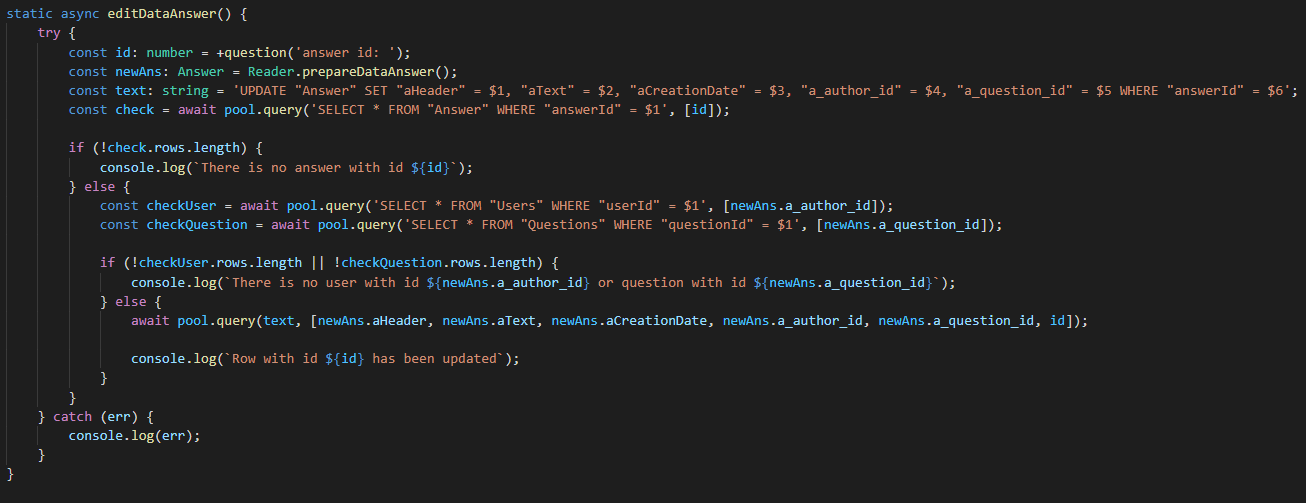 static async editDataAnswer() {
    try {
        const id: number = +question('answer id: ');
        const newAns: Answer = Reader.prepareDataAnswer();
        const text: string = 'UPDATE "Answer" SET "aHeader" = $1, "aText" = $2, "aCreationDate" = $3, "a_author_id" = $4, "a_question_id" = $5 WHERE "answerId" = $6';
        const check = await pool.query('SELECT * FROM "Answer" WHERE "answerId" = $1', [id]);

        if (!check.rows.length) {
            console.log(`There is no answer with id ${id}`);
        } else {
            const checkUser = await pool.query('SELECT * FROM "Users" WHERE "userId" = $1', [newAns.a_author_id]);
            const checkQuestion = await pool.query('SELECT * FROM "Questions" WHERE "questionId" = $1', [newAns.a_question_id]);

            if (!checkUser.rows.length || !checkQuestion.rows.length) {
                console.log(`There is no user with id ${newAns.a_author_id} or question with id ${newAns.a_question_id}`);
            } else {
                await pool.query(text, [newAns.aHeader, newAns.aText, newAns.aCreationDate, newAns.a_author_id, newAns.a_question_id, id]);

                console.log(`Row with id ${id} has been updated`);
            }
        }
    } catch (err) {
        console.log(err);
    }
}